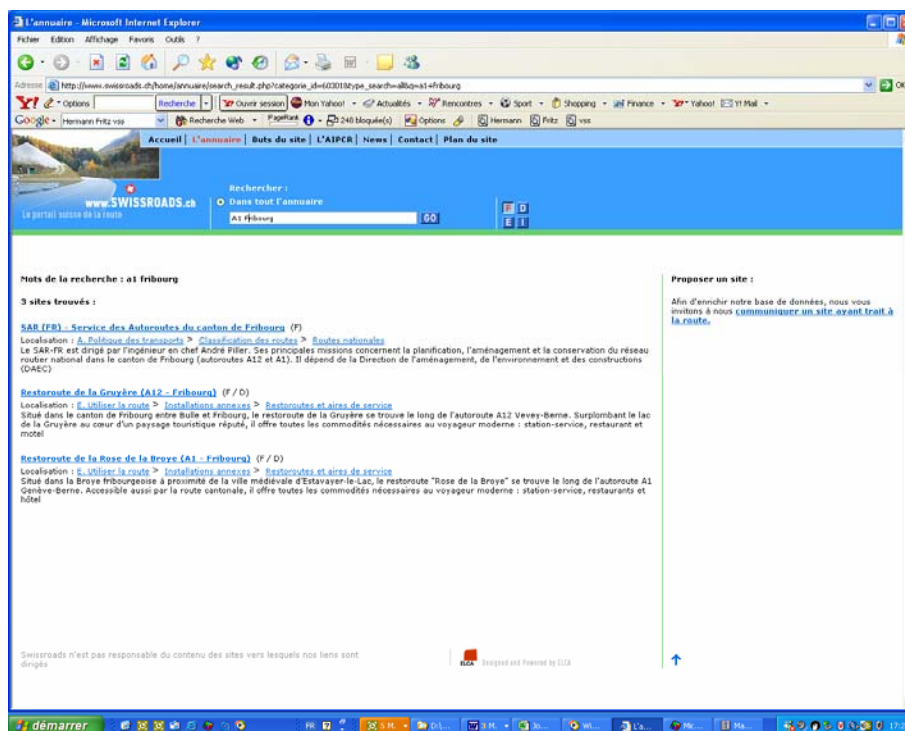 L'annuaire - Microsoft Internet Explorer
Fichier Edition Affichage Favoris Outils ?
Adresse http://www.swissroads.ch/home/annuaire/search_result.php?categorie_id=60301&type_search=all&q=a1+fribourg OK
Y! Options Recherche Ouvrir session Mon Yahoo! Actualités Rencontres Sport Shopping Finance Yahoo! Y! Mail
Google Hermann Fritz vss Recherche Web PageRank 240 bloquée(s) Options Hermann Fritz vss
Accueil | L'annuaire | Buts du site | L'AIPCR | News | Contact | Plan du site
Rechercher :
www.SWISSROADS.ch Dans tout l'annuaire F D
Le portail suisse de la route A1 Fribourg GO E I
Mots de la recherche : a1 fribourg
3 sites trouvés :
SAR (FR) - Service des Autoroutes du canton de Fribourg (F)
Localisation : A. Politique des transports > Classification des routes > Routes nationales
Le SAR-FR est dirigé par l'ingénieur en chef André Piller. Ses principales missions concernent la planification, l'aménagement et la conservation du réseau
routier national dans le canton de Fribourg (autoroutes A12 et A1). Il dépend de la Direction de l'aménagement, de l'environnement et des constructions
(DAEC)
Restoroute de la Gruyère (A12 - Fribourg) (F / D)
Localisation : E. Utiliser la route > Installations annexes > Restoroutes et aires de service
Situé dans le canton de Fribourg entre Bulle et Fribourg, le restoroute de la Gruyère se trouve le long de l'autoroute A12 Vevey-Berne. Surplombant le lac
de la Gruyère au cœur d'un paysage touristique réputé, il offre toutes les commodités nécessaires au voyageur moderne : station-service, restaurant et
motel
Restoroute de la Rose de la Broye (A1 - Fribourg) (F / D)
Localisation : E. Utiliser la route > Installations annexes > Restoroutes et aires de service
Situé dans la Broye fribourgeoise à proximité de la ville médiévale d'Estavayer-le-Lac, le restoroute "Rose de la Broye" se trouve le long de l'autoroute A1
Genève-Berne. Accessible aussi par la route cantonale, il offre toutes les commodités nécessaires au voyageur moderne : station-service, restaurants et
hôtel
Proposer un site :
Afin d'enrichir notre base de données, nous vous
invitons à nous communiquer un site ayant trait à
la route.
Swissroads n'est pas responsable du contenu des sites vers lesquels nos liens sont
dirigés
ELCA Designed and Powered by ELCA
démarrer FR 5 M. D:\... 3 M. Jo... Wi... L'a... Mc... Ma...